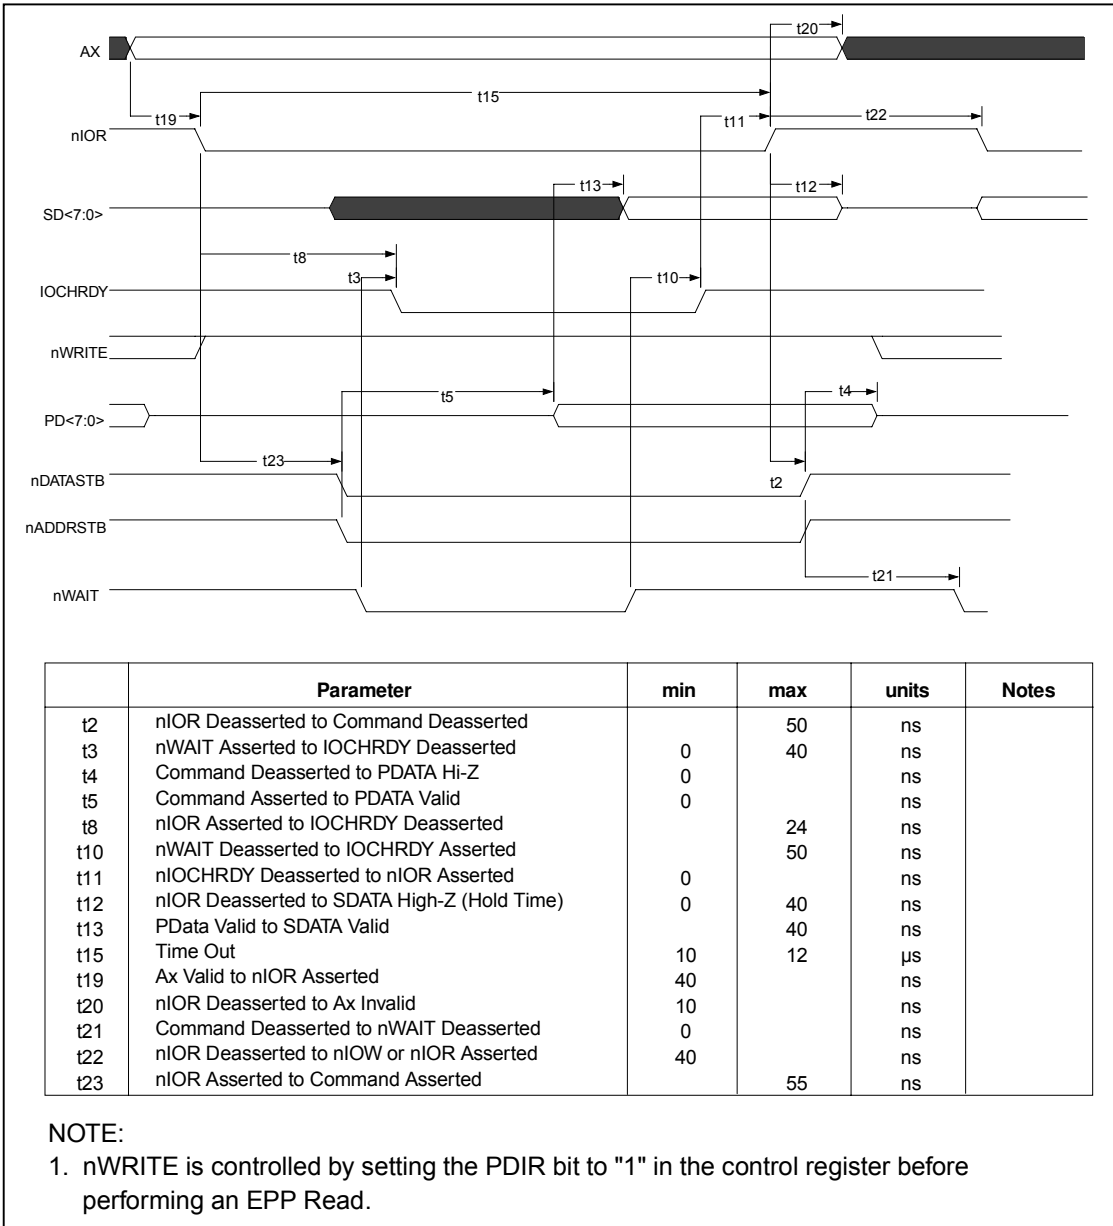 t20
AX
t15
t19
t11
t22
nIOR
t13
t12
SD<7:0>
t8
t3
t10
IOCHRDY
nWRITE
t5
t4
PD<7:0>
t23
nDATASTB
t2
nADDRSTB
t21
nWAIT
Parameter min max units Notes
t2 nIOR Deasserted to Command Deasserted 50 ns
t3 nWAIT Asserted to IOCHRDY Deasserted 0 40 ns
t4 Command Deasserted to PDATA Hi-Z 0 ns
t5 Command Asserted to PDATA Valid 0 ns
t8 nIOR Asserted to IOCHRDY Deasserted 24 ns
t10 nWAIT Deasserted to IOCHRDY Asserted 50 ns
t11 nIOCHRDY Deasserted to nIOR Asserted 0 ns
t12 nIOR Deasserted to SDATA High-Z (Hold Time) 0 40 ns
t13 PData Valid to SDATA Valid 40 ns
t15 Time Out 10 12 µs
t19 Ax Valid to nIOR Asserted 40 ns
t20 nIOR Deasserted to Ax Invalid 10 ns
t21 Command Deasserted to nWAIT Deasserted 0 ns
t22 nIOR Deasserted to nIOW or nIOR Asserted 40 ns
t23 nIOR Asserted to Command Asserted 55 ns
NOTE:
1. nWRITE is controlled by setting the PDIR bit to "1" in the control register before
performing an EPP Read.